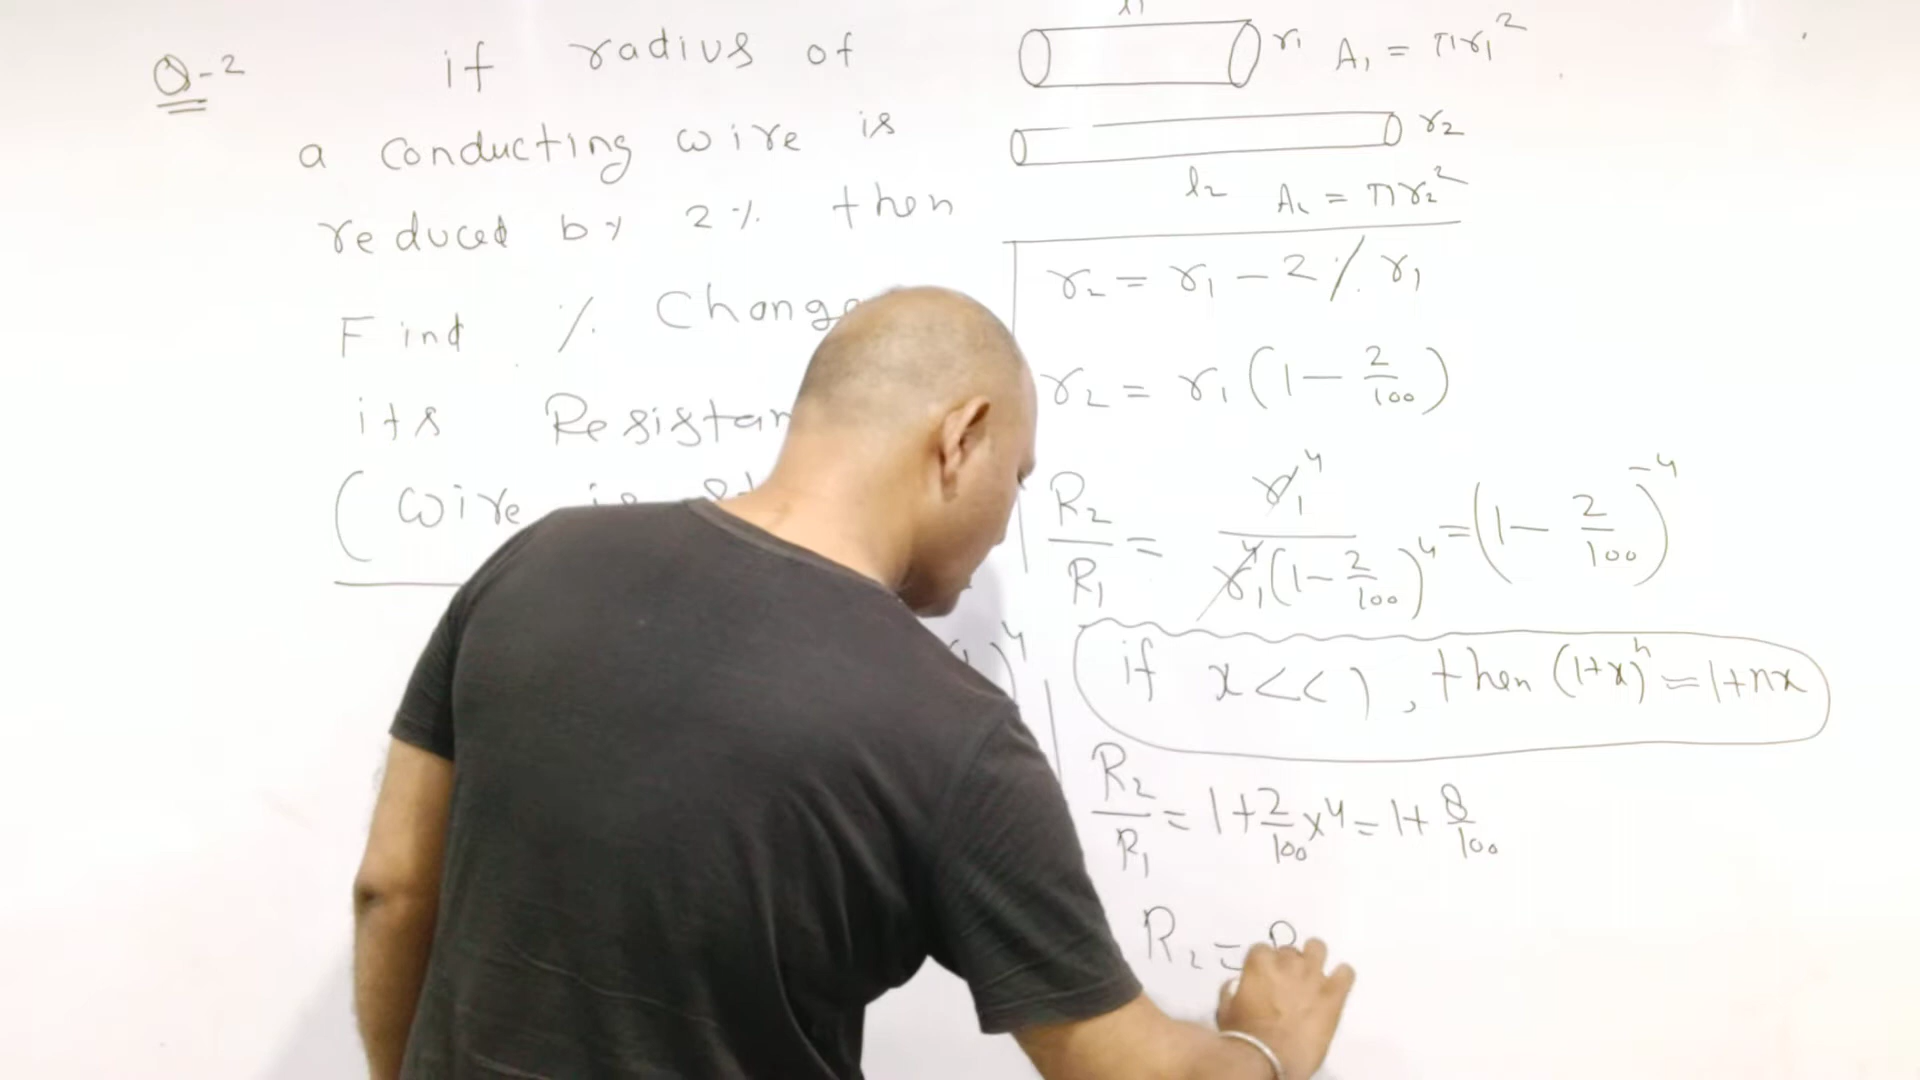 Q-2 if radius of
a conducting wire is
reduced by 2% then
Find %
its
(Wire is
r₁ A₁ = πr₁²
r₂
l₂ A₂ = πr₂²
r₂ = r₁ - 2% r₁
r₂ = r₁(1 - 2/100)
R₂/R₁ = r₁⁴/r₁⁴(1 - 2/100)⁴ = (1 - 2/100)⁻⁴
if x << 1, then (1+x)ⁿ = 1+nx
R₂/R₁ = 1 + 2/100 x 4 = 1 + 8/100
R₂ =